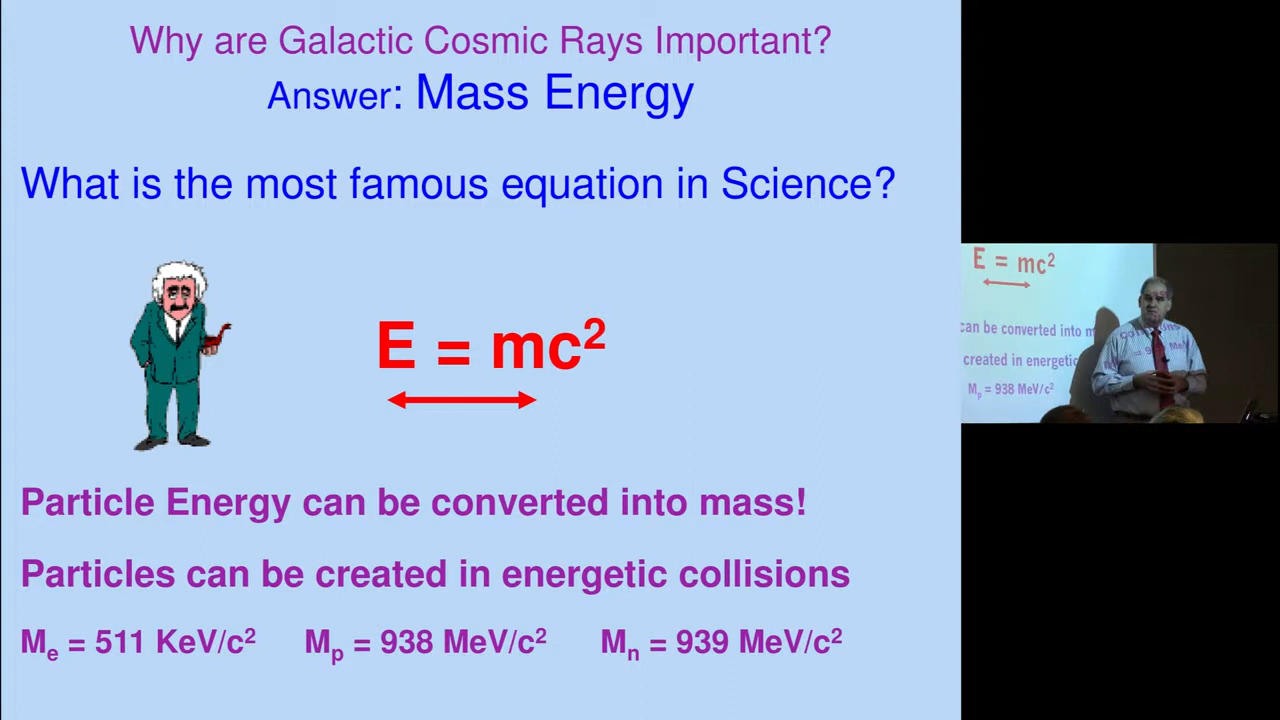 Why are Galactic Cosmic Rays Important?
Answer: Mass Energy
What is the most famous equation in Science?
E = mc²
Particle Energy can be converted into mass!
Particles can be created in energetic collisions
Mₑ = 511 KeV/c² Mₚ = 938 MeV/c² Mₙ = 939 MeV/c²
E = mc²
can be converted into m
created in energetic
Mₚ = 938 MeV/c²